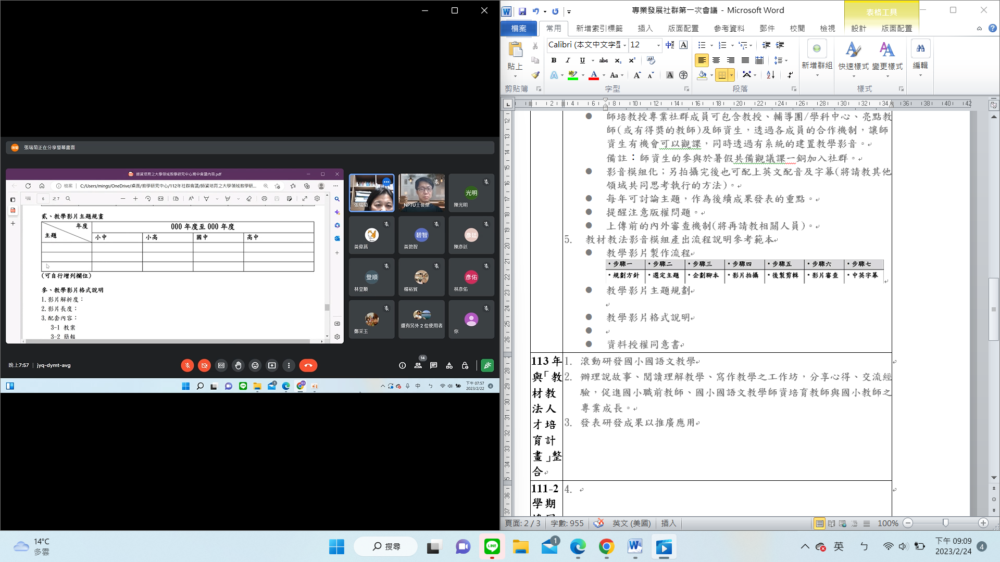 張瑞菊正在分享螢幕畫面
師資培育之大學領域教學研究中心期中會議內容.pdf
檔案
C:/Users/mings/OneDrive/桌面/教學研究中心/112年社群會議/師資培育之大學領域教學研...
6
之7
貳、教學影片主題規畫
年度
主題
000 年度至 000 年度
小中
小高
國中
高中
(可自行增列欄位)
參、教學影片格式說明
1.影片解析度：
2.影片長度：
3.配套內容：
3-1 教案
3-2 簡報
張瑞菊
NPTU王俊傑
光明
陳光明
黃偉菖
碧智
黃碧智
彥廷
陳彥廷
登順
林登順
楊裕貿
彥佑
林彥佑
鄭采玉
還有另外 2 位使用者
你
晚上7:57 | jyq-dymt-avg
14
中
ㄅ
下午 07:57
2023/2/22
4
專業發展社群第一次會議 - Microsoft Word
表格工具
檔案
常用
新增索引標籤
插入
版面配置
參考資料
郵件
校閱
檢視
設計
版面配置
貼上
剪貼簿
Calibri (本文中文字型
12
字型
段落
新增群組
快速樣式
變更樣式
樣式
編輯
師培教授專業社群成員可包含教授、輔導團/學科中心、亮點教
師(或有得獎的教師)及師資生，透過各成員的合作機制，讓師
資生有機會可以觀課，同時透過有系統的建置教學影音。
備註：師資生的參與於暑假共備觀議課一銅加入社群。
影音模組化；另拍攝完後也可配上英文配音及字幕(將請教其他
領域共同思考執行的方法)。
每年可討論主題，作為後續成果發表的重點。
提醒注意版權問題。
上傳前的內外審查機制(將再請教相關人員)。
5. 教材教法影音模組產出流程說明參考範本
教學影片製作流程
•步驟一 •步驟二 •步驟三 •步驟四 •步驟五 •步驟六 •步驟七
•規劃方針 •選定主題 •企劃腳本 •影片拍攝 •後製剪輯 •影片審查 •中英字幕
教學影片主題規劃
教學影片格式說明
資料授權同意書
113 年
與「教
材教
法人
才培
育計
畫」整
合
1. 滾動研發國小國語文教學
2. 辦理說故事、閱讀理解教學、寫作教學之工作坊，分享心得、交流經
驗，促進國小職前教師、國小國語文教學師資培育教師與國小教師之
專業成長。
3. 發表研發成果以推廣應用
111-2
學期
4.
頁面: 2 / 3
字數: 955
英文 (美國)
插入
100%
14°C
多雲
搜尋
1
英
ㄅ
下午 09:09
2023/2/24
4